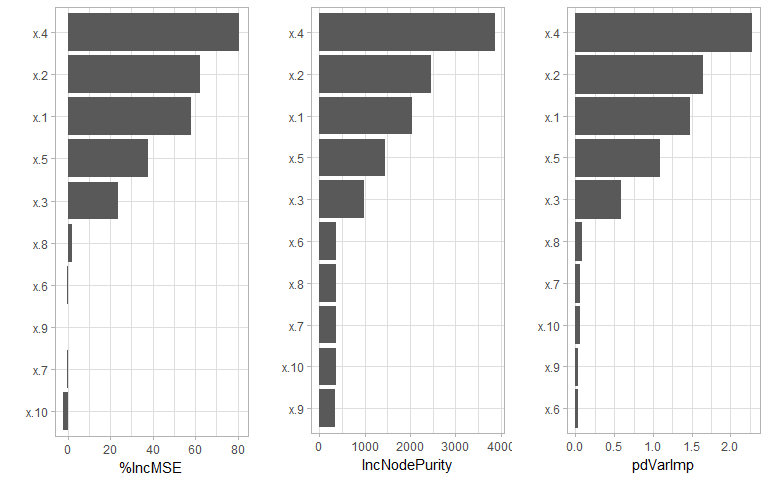 x.4
x.2
x.1
x.5
x.3
x.8
x.6
x.9
x.7
x.10
0 20 40 60 80
%IncMSE
x.4
x.2
x.1
x.5
x.3
x.6
x.8
x.7
x.10
x.9
0 1000 2000 3000 4000
IncNodePurity
x.4
x.2
x.1
x.5
x.3
x.8
x.7
x.10
x.9
x.6
0.0 0.5 1.0 1.5 2.0
pdVarImp